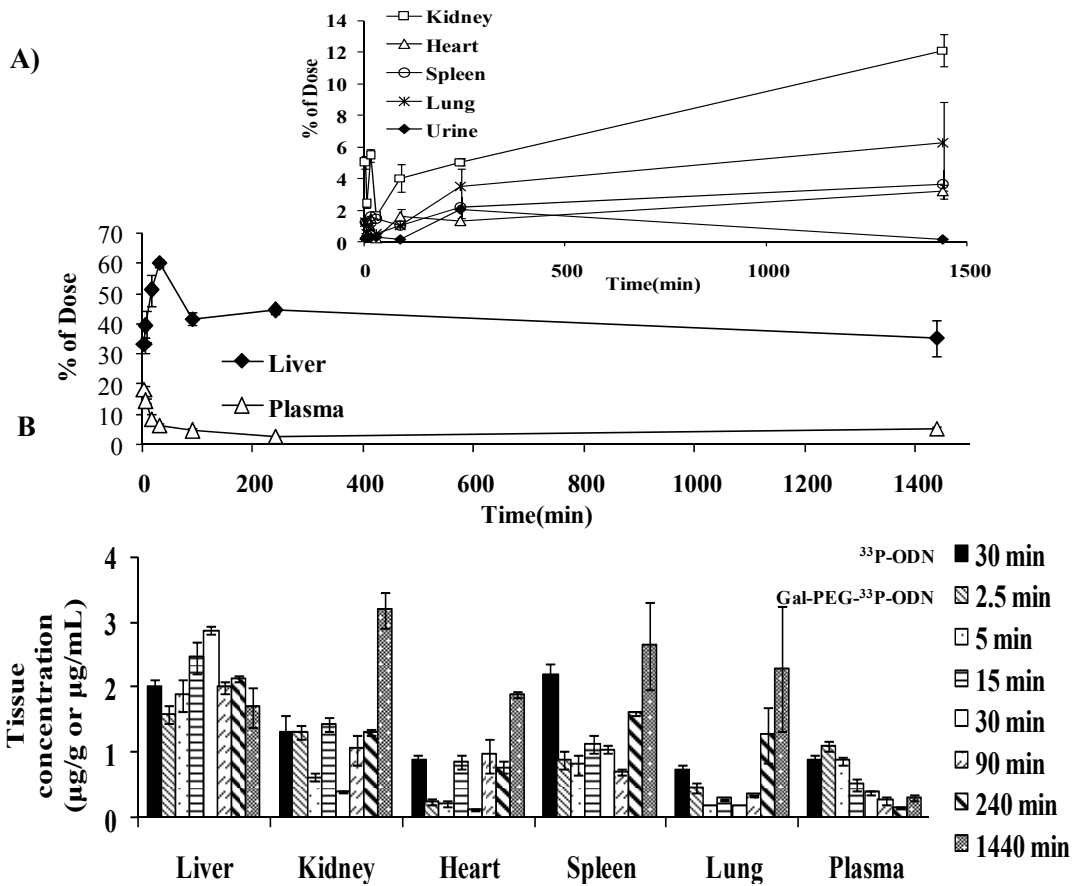 A)
% of Dose
14
12
10
8
6
4
2
0
Kidney
Heart
Spleen
Lung
Urine
0
500
1000
1500
Time(min)
% of Dose
70
60
50
40
30
20
10
0
Liver
Plasma
B
0
200
400
600
800
1000
1200
1400
Time(min)
Tissue
concentration
(µg/g or µg/mL)
4
3
2
1
0
Liver
Kidney
Heart
Spleen
Lung
Plasma
³³P-ODN
Gal-PEG-³³P-ODN
30 min
2.5 min
5 min
15 min
30 min
90 min
240 min
1440 min